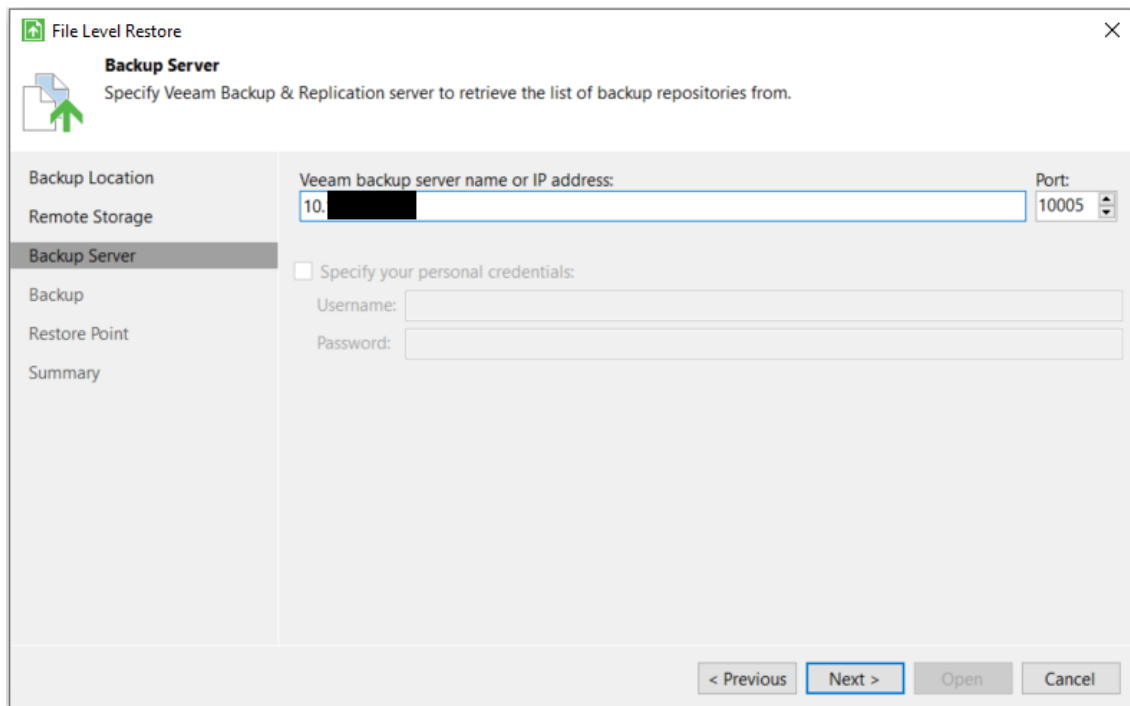 File Level Restore
Backup Server
Specify Veeam Backup & Replication server to retrieve the list of backup repositories from.
Backup Location
Remote Storage
Backup Server
Backup
Restore Point
Summary
Veeam backup server name or IP address:
Port:
10.
10005
Specify your personal credentials:
Username:
Password:
< Previous
Next >
Open
Cancel